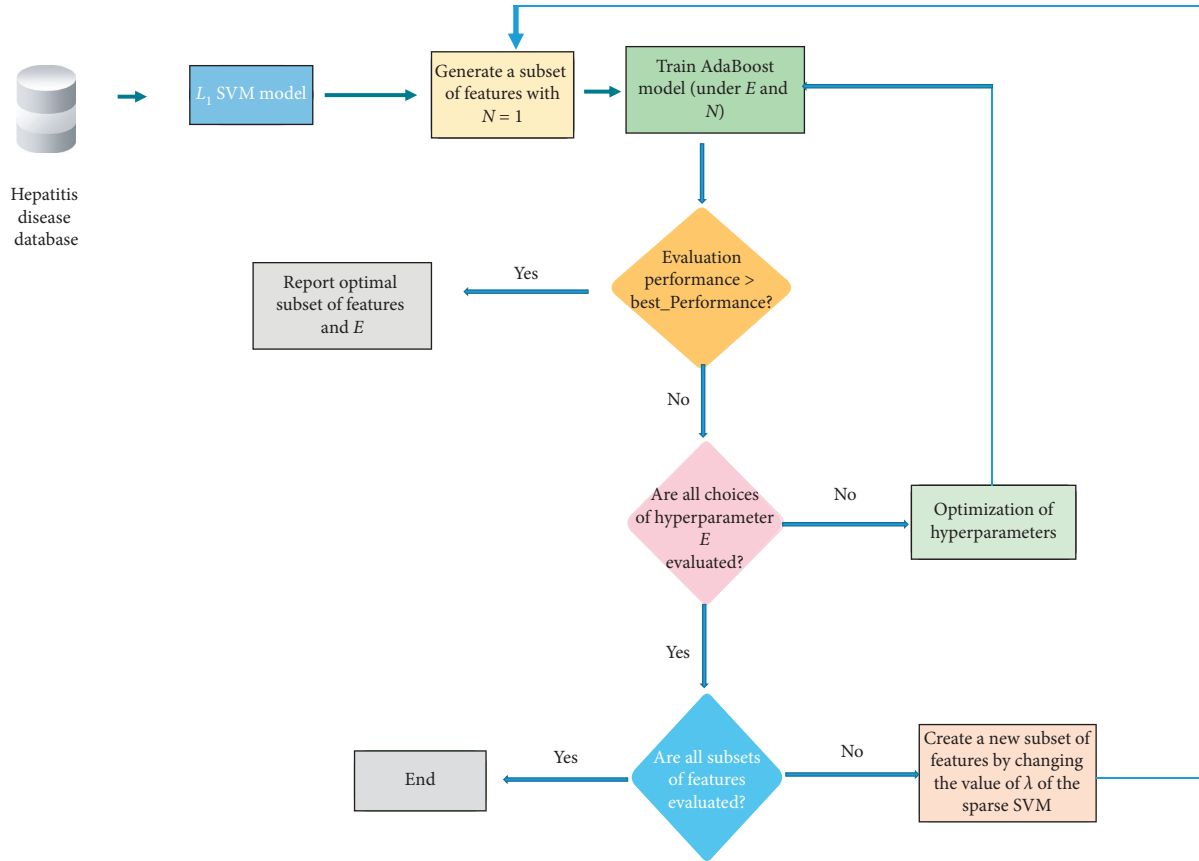 Hepatitis
disease
database
L₁ SVM model
Generate a subset
of features with
N = 1
Train AdaBoost
model (under E and
N)
Evaluation
performance >
best_Performance?
Yes
Report optimal
subset of features
and E
No
Are all choices
of hyperparameter
E
evaluated?
No
Optimization of
hyperparameters
Yes
Are all subsets
of features
evaluated?
Yes
End
No
Create a new subset of
features by changing
the value of λ of the
sparse SVM